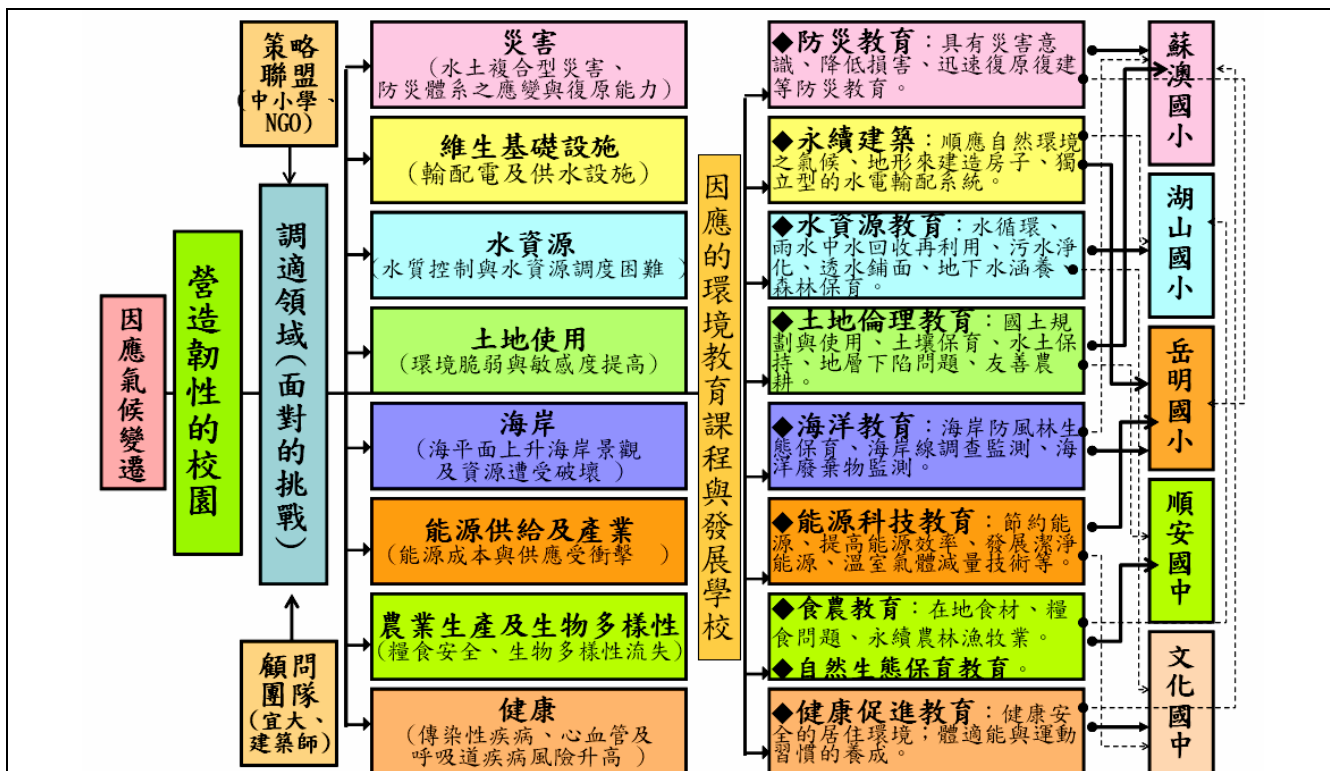 因應氣候變遷
營造韌性的校園
策略
聯盟
(中小學、
NGO)
調適領域(面對的挑戰)
顧問
團隊
(宜大、
建築師)
災害
(水土複合型災害、
防災體系之應變與復原能力)
維生基礎設施
(輸配電及供水設施)
水資源
(水質控制與水資源調度困難 )
土地使用
(環境脆弱與敏感度提高)
海岸
(海平面上升海岸景觀
及資源遭受破壞)
能源供給及產業
(能源成本與供應受衝擊 )
農業生產及生物多樣性
(糧食安全、生物多樣性流失)
健康
(傳染性疾病、心血管及
呼吸道疾病風險升高 )
因應的環境教育課程與發展學校
◆防災教育：具有災害意
識、降低損害、迅速復原復建
等防災教育。
◆永續建築：順應自然環境
之氣候、地形來建造房子、獨
立型的水電輸配系統。
◆水資源教育：水循環、
雨水中水回收再利用、污水淨
化、透水鋪面、地下水涵養、
森林保育。
◆土地倫理教育：國土規
劃與使用、土壤保育、水土保
持、地層下陷問題、友善農
耕。
◆海洋教育：海岸防風林生
態保育、海岸線調查監測、海
洋廢棄物監測。
◆能源科技教育：節約能
源、提高能源效率、發展潔淨
能源、溫室氣體減量技術等。
◆食農教育：在地食材、糧
食問題、永續農林漁牧業。
◆自然生態保育教育。
◆健康促進教育：健康安
全的居住環境；體適能與運動
習慣的養成。
蘇澳國小
湖山國小
岳明國小
順安國中
文化國中